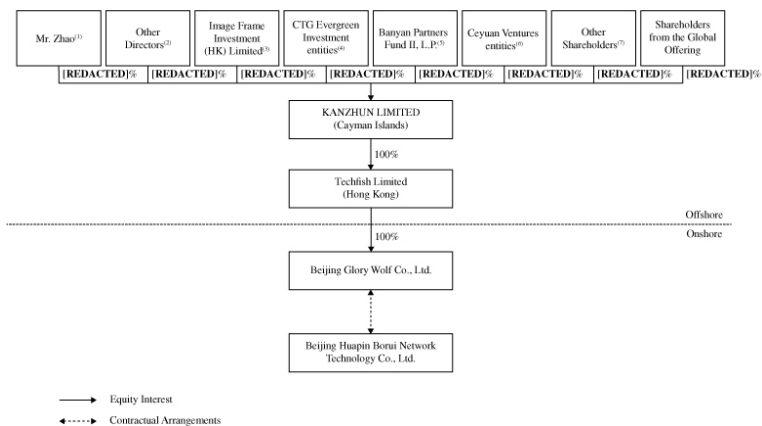 Mr. Zhao(1)
Other
Directors(2)
Image Frame
Investment
(HK) Limited(3)
CTG Evergreen
Investment
entities(4)
Banyan Partners
Fund II, L.P.(5)
Ceyuan Ventures
entities(6)
Other
Shareholders(7)
Shareholders
from the Global
Offering
[REDACTED]% [REDACTED]% [REDACTED]% [REDACTED]% [REDACTED]% [REDACTED]% [REDACTED]% [REDACTED]%
KANZHUN LIMITED
(Cayman Islands)
100%
Techfish Limited
(Hong Kong)
Offshore
Onshore
100%
Beijing Glory Wolf Co., Ltd.
Beijing Huapin Borui Network
Technology Co., Ltd.
Equity Interest
Contractual Arrangements